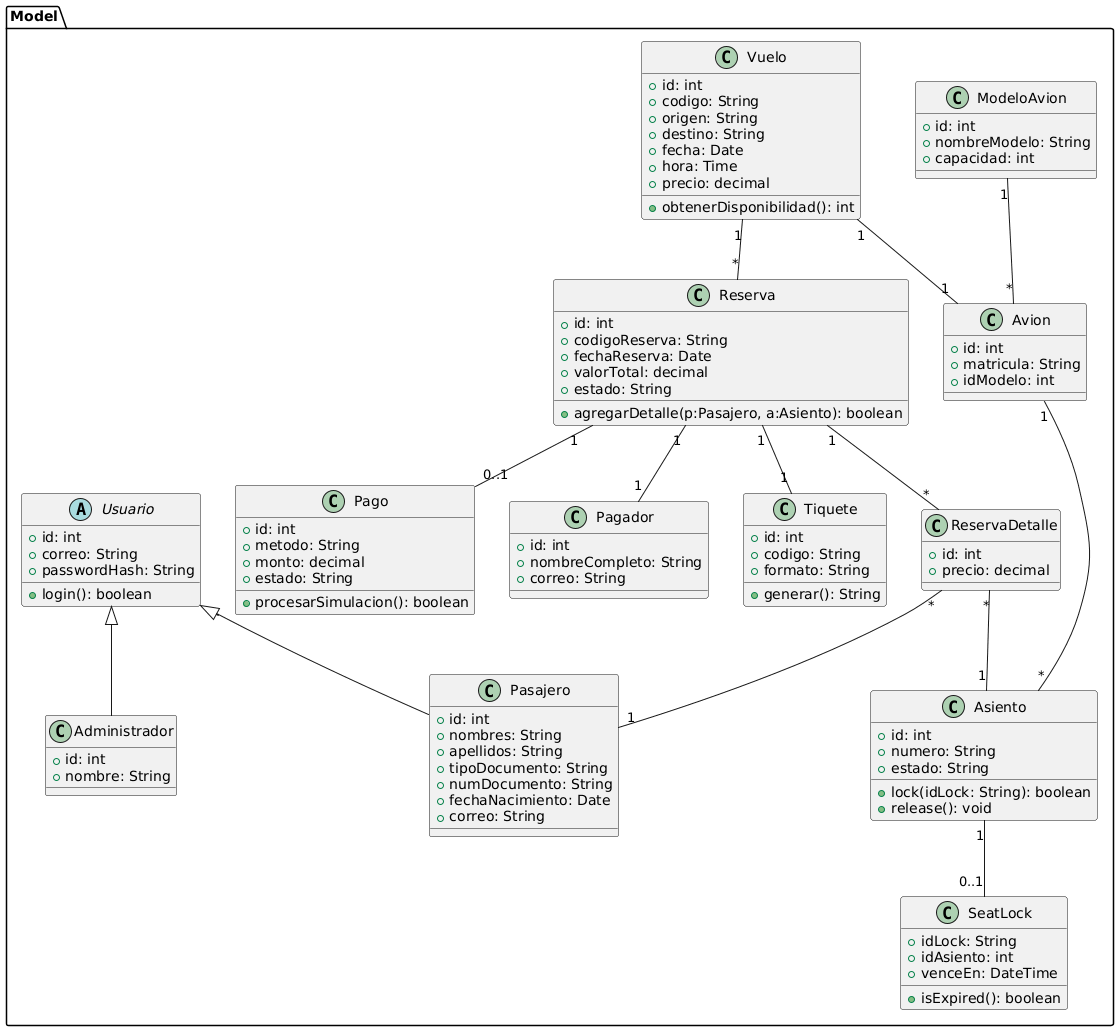 Model
C Vuelo
id: int
codigo: String
origen: String
destino: String
fecha: Date
hora: Time
precio: decimal
obtenerDisponibilidad(): int
C ModeloAvion
id: int
nombreModelo: String
capacidad: int
1
1
1
*
1
*
C Reserva
id: int
codigoReserva: String
fechaReserva: Date
valorTotal: decimal
estado: String
agregarDetalle(p:Pasajero, a:Asiento): boolean
C Avion
id: int
matricula: String
idModelo: int
1
1
1
1
1
0..1
1
1
*
A Usuario
id: int
correo: String
passwordHash: String
login(): boolean
C Pago
id: int
metodo: String
monto: decimal
estado: String
procesarSimulacion(): boolean
C Pagador
id: int
nombreCompleto: String
correo: String
C Tiquete
id: int
codigo: String
formato: String
generar(): String
C ReservaDetalle
id: int
precio: decimal
*
*
1
*
1
C Administrador
id: int
nombre: String
C Pasajero
id: int
nombres: String
apellidos: String
tipoDocumento: String
numDocumento: String
fechaNacimiento: Date
correo: String
C Asiento
id: int
numero: String
estado: String
lock(idLock: String): boolean
release(): void
1
0..1
C SeatLock
idLock: String
idAsiento: int
venceEn: DateTime
isExpired(): boolean